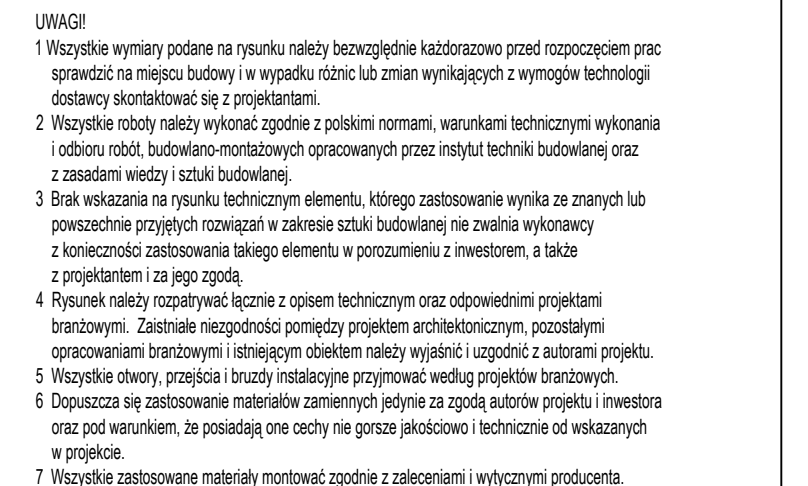 UWAGI!
1 Wszystkie wymiary podane na rysunku należy bezwzględnie każdorazowo przed rozpoczęciem prac
sprawdzić na miejscu budowy i w wypadku różnic lub zmian wynikających z wymogów technologii
dostawcy skontaktować się z projektantami.
2 Wszystkie roboty należy wykonać zgodnie z polskimi normami, warunkami technicznymi wykonania
i odbioru robót, budowlano-montażowych opracowanych przez instytut techniki budowlanej oraz
z zasadami wiedzy i sztuki budowlanej.
3 Brak wskazania na rysunku technicznym elementu, którego zastosowanie wynika ze znanych lub
powszechnie przyjętych rozwiązań w zakresie sztuki budowlanej nie zwalnia wykonawcy
z konieczności zastosowania takiego elementu w porozumieniu z inwestorem, a także
z projektantem i za jego zgodą.
4 Rysunek należy rozpatrywać łącznie z opisem technicznym oraz odpowiednimi projektami
branżowymi. Zaistniałe niezgodności pomiędzy projektem architektonicznym, pozostałymi
opracowaniami branżowymi i istniejącym obiektem należy wyjaśnić i uzgodnić z autorami projektu.
5 Wszystkie otwory, przejścia i bruzdy instalacyjne przyjmować według projektów branżowych.
6 Dopuszcza się zastosowanie materiałów zamiennych jedynie za zgodą autorów projektu i inwestora
oraz pod warunkiem, że posiadają one cechy nie gorsze jakościowo i technicznie od wskazanych
w projekcie.
7 Wszystkie zastosowane materiały montować zgodnie z zaleceniami i wytycznymi producenta.